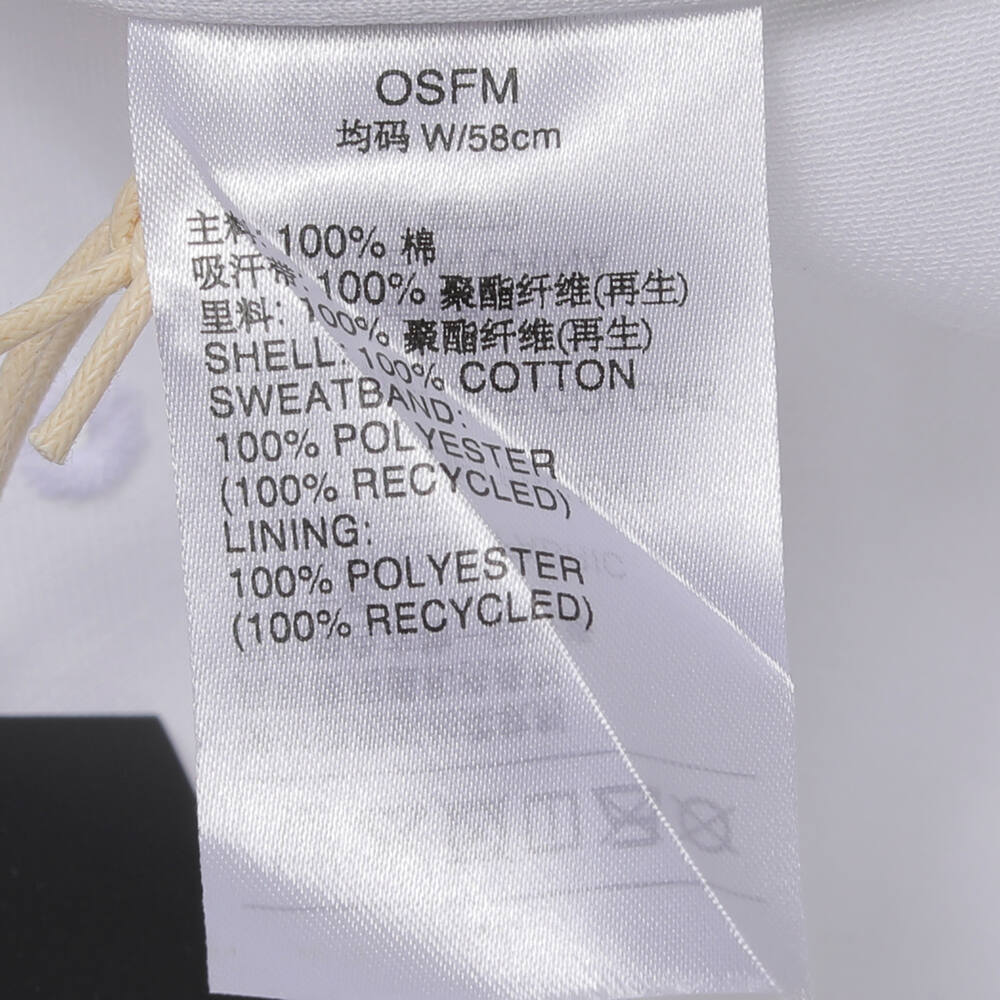 OSFM
均码 W/58cm
主料: 100% 棉
吸汗带: 100% 聚酯纤维(再生)
里料: 100% 聚酯纤维(再生)
SHELL: 100% COTTON
SWEATBAND:
100% POLYESTER
(100% RECYCLED)
LINING:
100% POLYESTER
(100% RECYCLED)